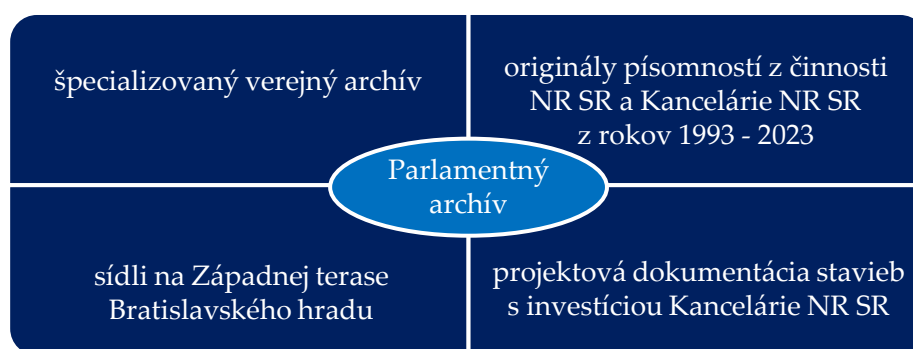 špecializovaný verejný archív
originály písomností z činnosti
NR SR a Kancelárie NR SR
z rokov 1993 - 2023
Parlamentný
archív
sídli na Západnej terase
Bratislavského hradu
projektová dokumentácia stavieb
s investíciou Kancelárie NR SR